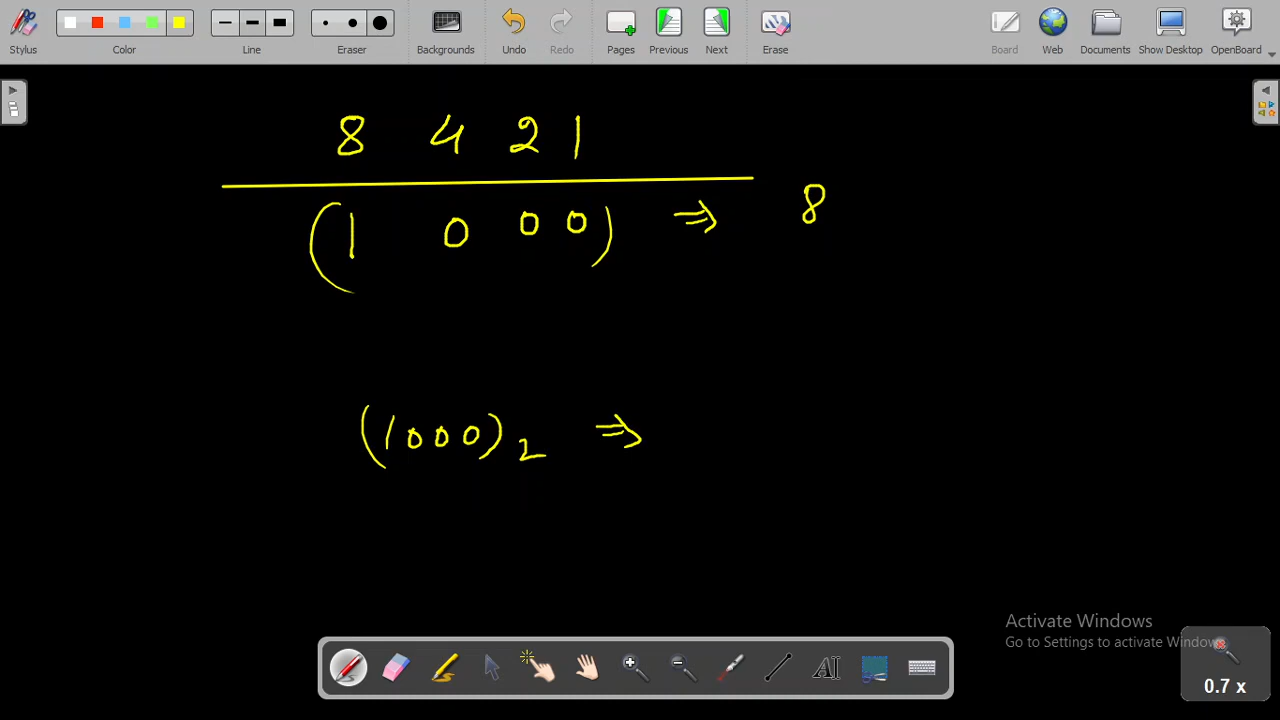 Stylus Color Line Eraser Backgrounds Undo Redo Pages Previous Next Erase Board Web Documents Show Desktop OpenBoard
8 4 2 1
(1 0 0 0) ⇒ 8
(1000)₂ ⇒
Activate Windows
Go to Settings to activate Windows
0.7 x